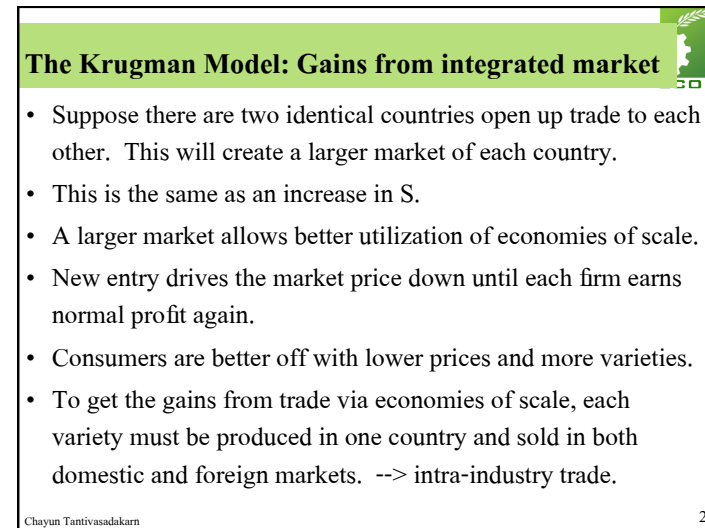 The Krugman Model: Gains from integrated market
• Suppose there are two identical countries open up trade to each
other. This will create a larger market of each country.
• This is the same as an increase in S.
• A larger market allows better utilization of economies of scale.
• New entry drives the market price down until each firm earns
normal profit again.
• Consumers are better off with lower prices and more varieties.
• To get the gains from trade via economies of scale, each
variety must be produced in one country and sold in both
domestic and foreign markets. --> intra-industry trade.
Chayun Tantivasadakarn